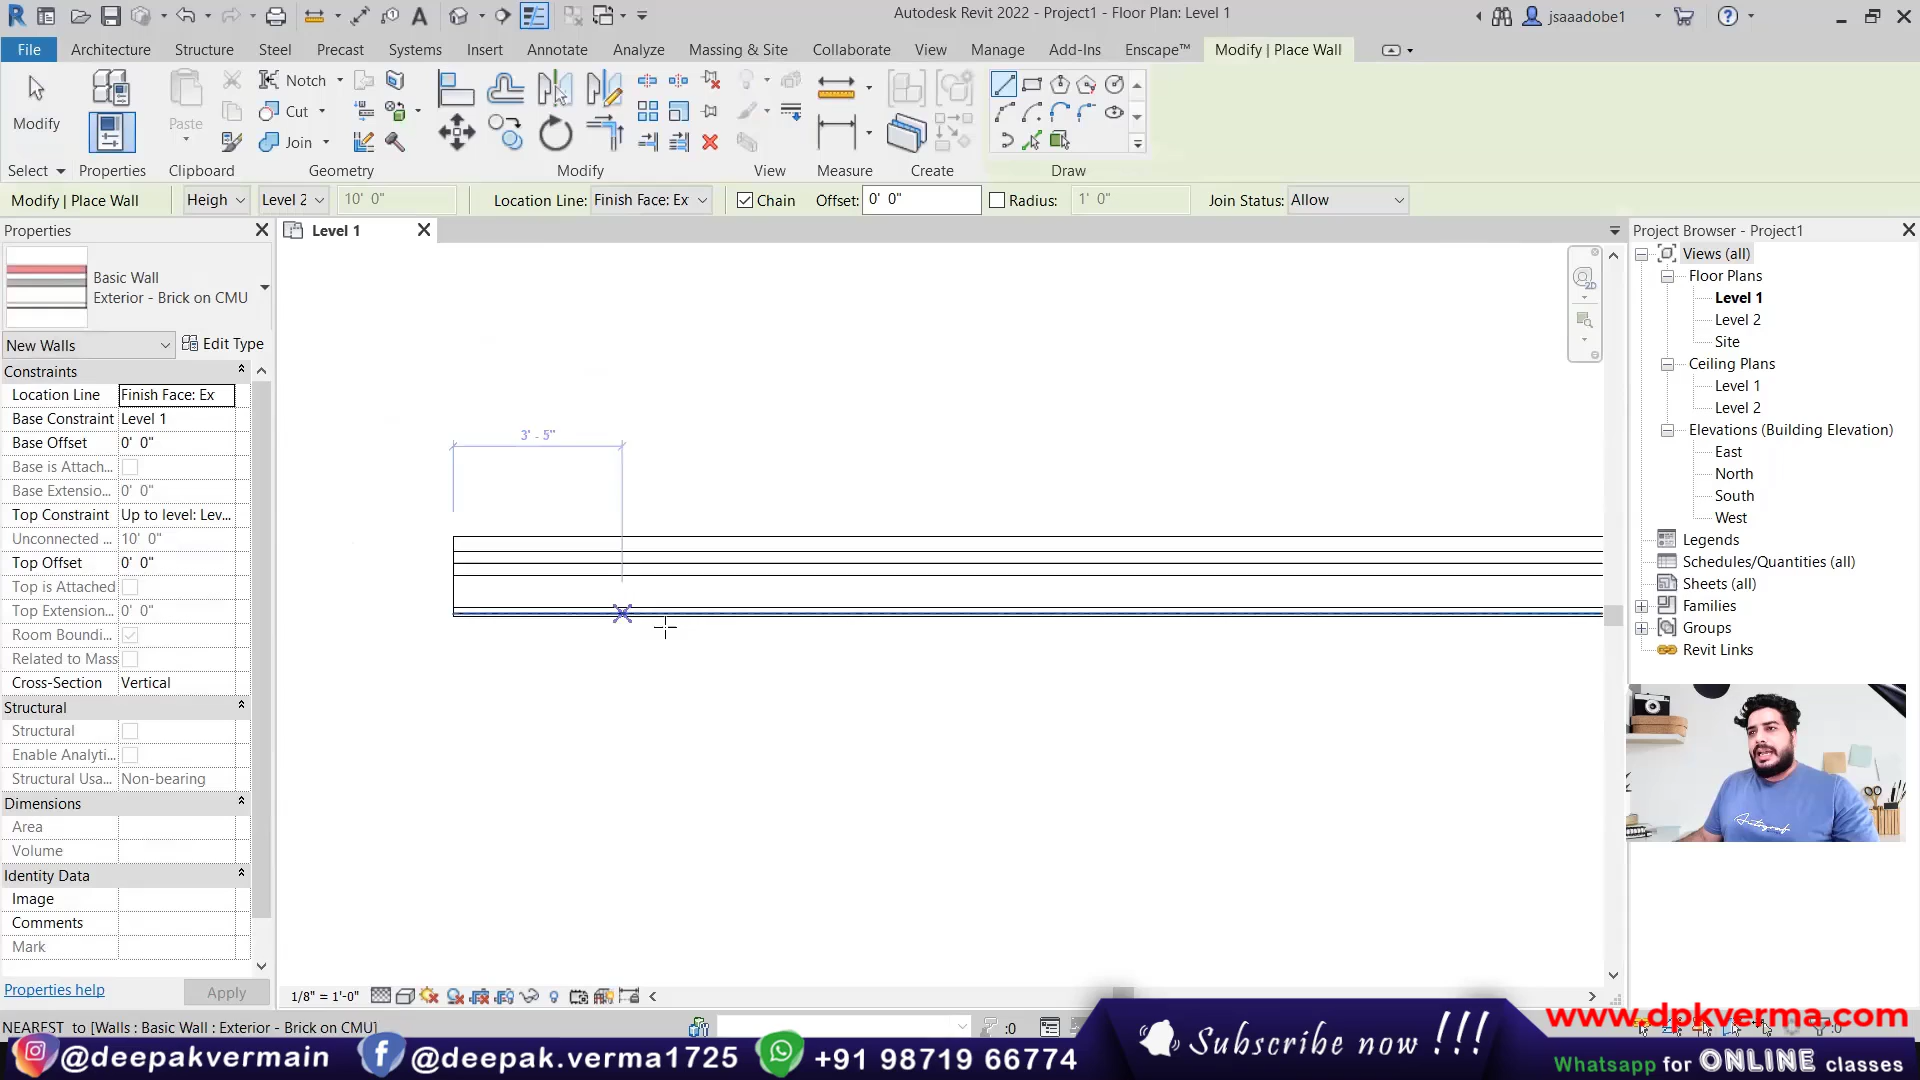 Autodesk Revit 2022 - Project1 - Floor Plan: Level 1
jsaaadobe1
File Architecture Structure Steel Precast Systems Insert Annotate Analyze Massing & Site Collaborate View Manage Add-Ins Enscape™ Modify | Place Wall
Modify
Paste
Notch
Cut
Join
Select Properties Clipboard Geometry Modify View Measure Create Draw
Modify | Place Wall Heigh Level 2 10' 0" Location Line: Finish Face: Ex Chain Offset: 0' 0" Radius: 1' 0" Join Status: Allow
Properties
Basic Wall
Exterior - Brick on CMU
New Walls Edit Type
Constraints
Location Line Finish Face: Ex
Base Constraint Level 1
Base Offset 0' 0"
Base is Attach...
Base Extensio... 0' 0"
Top Constraint Up to level: Lev...
Unconnected ... 10' 0"
Top Offset 0' 0"
Top is Attached
Top Extension... 0' 0"
Room Boundi...
Related to Mass
Cross-Section Vertical
Structural
Structural
Enable Analyti...
Structural Usa... Non-bearing
Dimensions
Area
Volume
Identity Data
Image
Comments
Mark
Properties help Apply
Level 1
2D
3' - 5"
1/8" = 1'-0"
Project Browser - Project1
Views (all)
Floor Plans
Level 1
Level 2
Site
Ceiling Plans
Level 1
Level 2
Elevations (Building Elevation)
East
North
South
West
Legends
Schedules/Quantities (all)
Sheets (all)
Families
Groups
Revit Links
NEAREST to [Walls : Basic Wall : Exterior - Brick on CMU]
:0
:0
@deepakvermain @deepak.verma1725 +91 98719 66774
Subscribe now !!!
www.dpkverma.com
Whatsapp for ONLINE classes